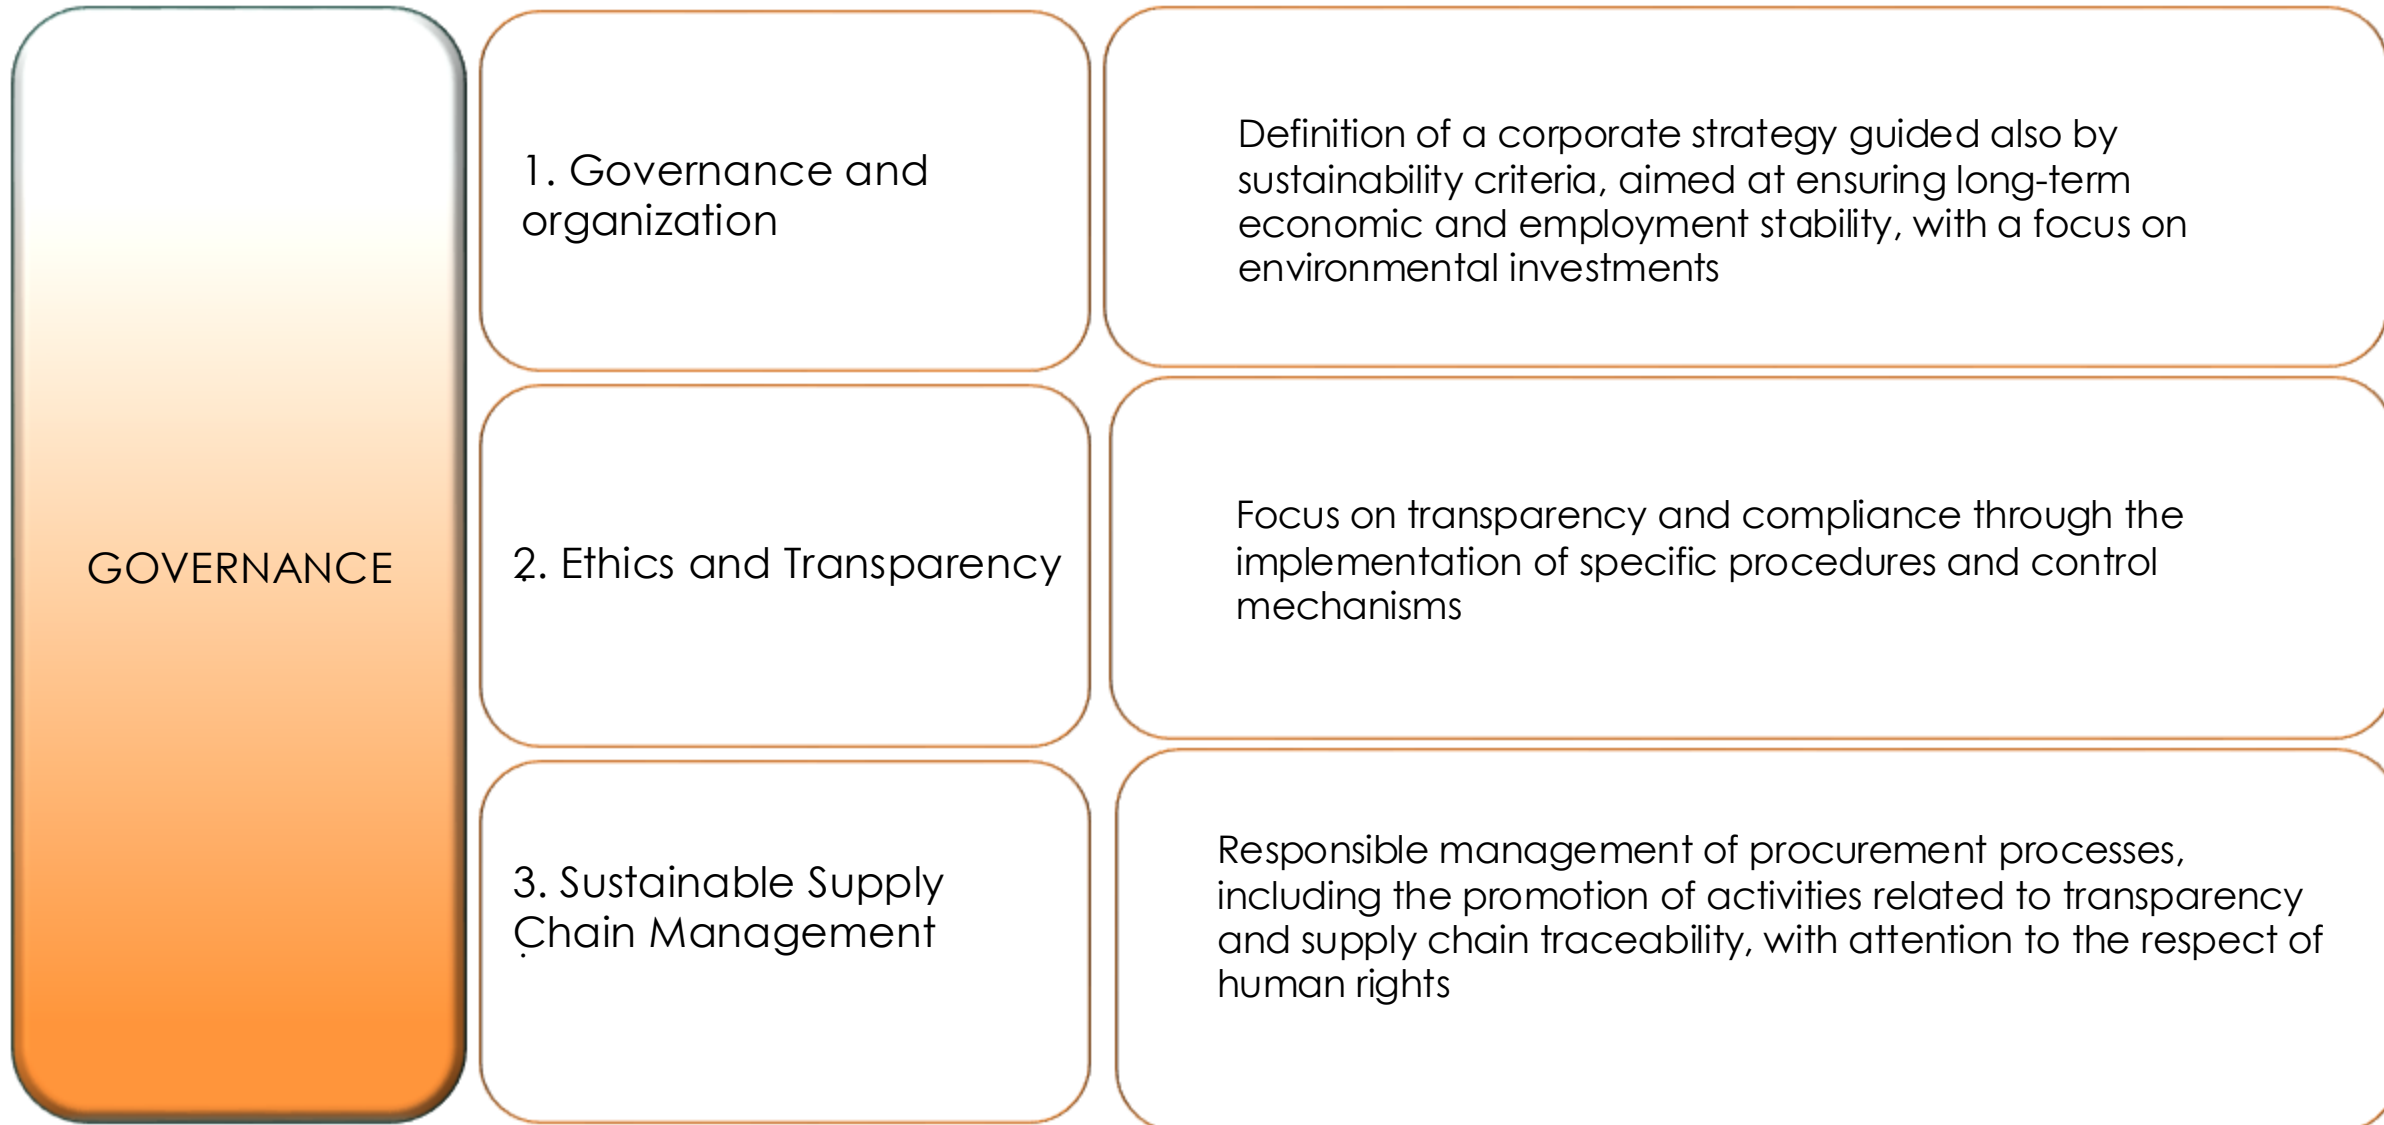 GOVERNANCE
1. Governance and
organization
Definition of a corporate strategy guided also by
sustainability criteria, aimed at ensuring long-term
economic and employment stability, with a focus on
environmental investments
2. Ethics and Transparency
Focus on transparency and compliance through the
implementation of specific procedures and control
mechanisms
3. Sustainable Supply
Chain Management
Responsible management of procurement processes,
including the promotion of activities related to transparency
and supply chain traceability, with attention to the respect of
human rights